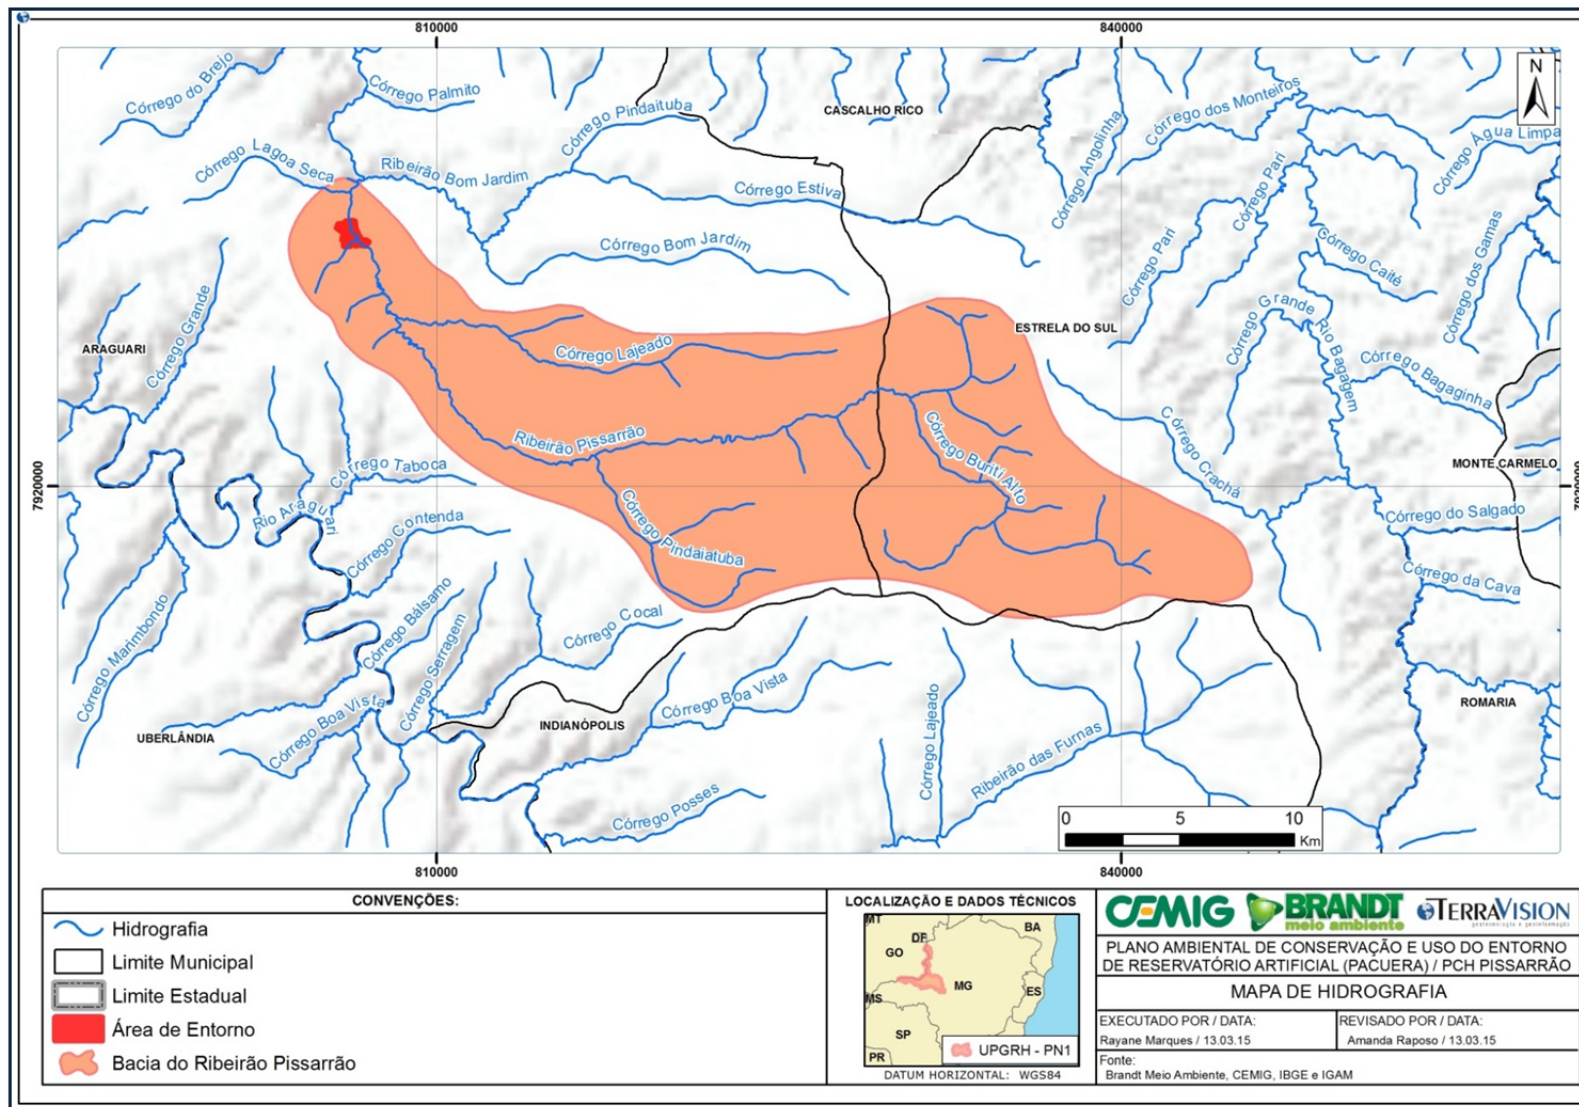 810000
840000
Córrego do Brejo
Córrego Palmito
Córrego Pindaituba
CASCALHO RICO
Córrego Angolinha
Córrego dos Monteiros
N
Córrego Água Limpa
Córrego Lagoa Seca
Ribeirão Bom Jardim
Córrego Estiva
Córrego Pari
Córrego Pari
Córrego Bom Jardim
Córrego Caité
Córrego dos Gamas
Córrego Grande
ARAGUARI
ESTRELA DO SUL
Córrego Grande
Rio Bagagem
Córrego Lajeado
Córrego Bagaginha
Ribeirão Pissarrão
Córrego Buriti Alto
Córrego Crachá
MONTE CARMELO
7920000
7920000
Córrego Taboca
Rio Araguari
Córrego Contenda
Córrego Pindaiatuba
Córrego do Salgado
Córrego da Cava
Córrego Marimbondo
Córrego Bálsamo
Córrego Serragem
Córrego Cocal
Córrego Boa Vista
Córrego Boa Vista
UBERLÂNDIA
INDIANÓPOLIS
Córrego Lajeado
Ribeirão das Furnas
ROMARIA
Córrego Posses
0 5 10
Km
810000
840000
CONVENÇÕES:
Hidrografia
Limite Municipal
Limite Estadual
Área de Entorno
Bacia do Ribeirão Pissarrão
LOCALIZAÇÃO E DADOS TÉCNICOS
MT
DF
BA
GO
MG
ES
MS
SP
PR
UPGRH - PN1
DATUM HORIZONTAL: WGS84
CEMIG
BRANDT
meio ambiente
TERRAVISION
PLANO AMBIENTAL DE CONSERVAÇÃO E USO DO ENTORNO
DE RESERVATÓRIO ARTIFICIAL (PACUERA) / PCH PISSARRÃO
MAPA DE HIDROGRAFIA
EXECUTADO POR / DATA:
Rayane Marques / 13.03.15
REVISADO POR / DATA:
Amanda Raposo / 13.03.15
Fonte:
Brandt Meio Ambiente, CEMIG, IBGE e IGAM